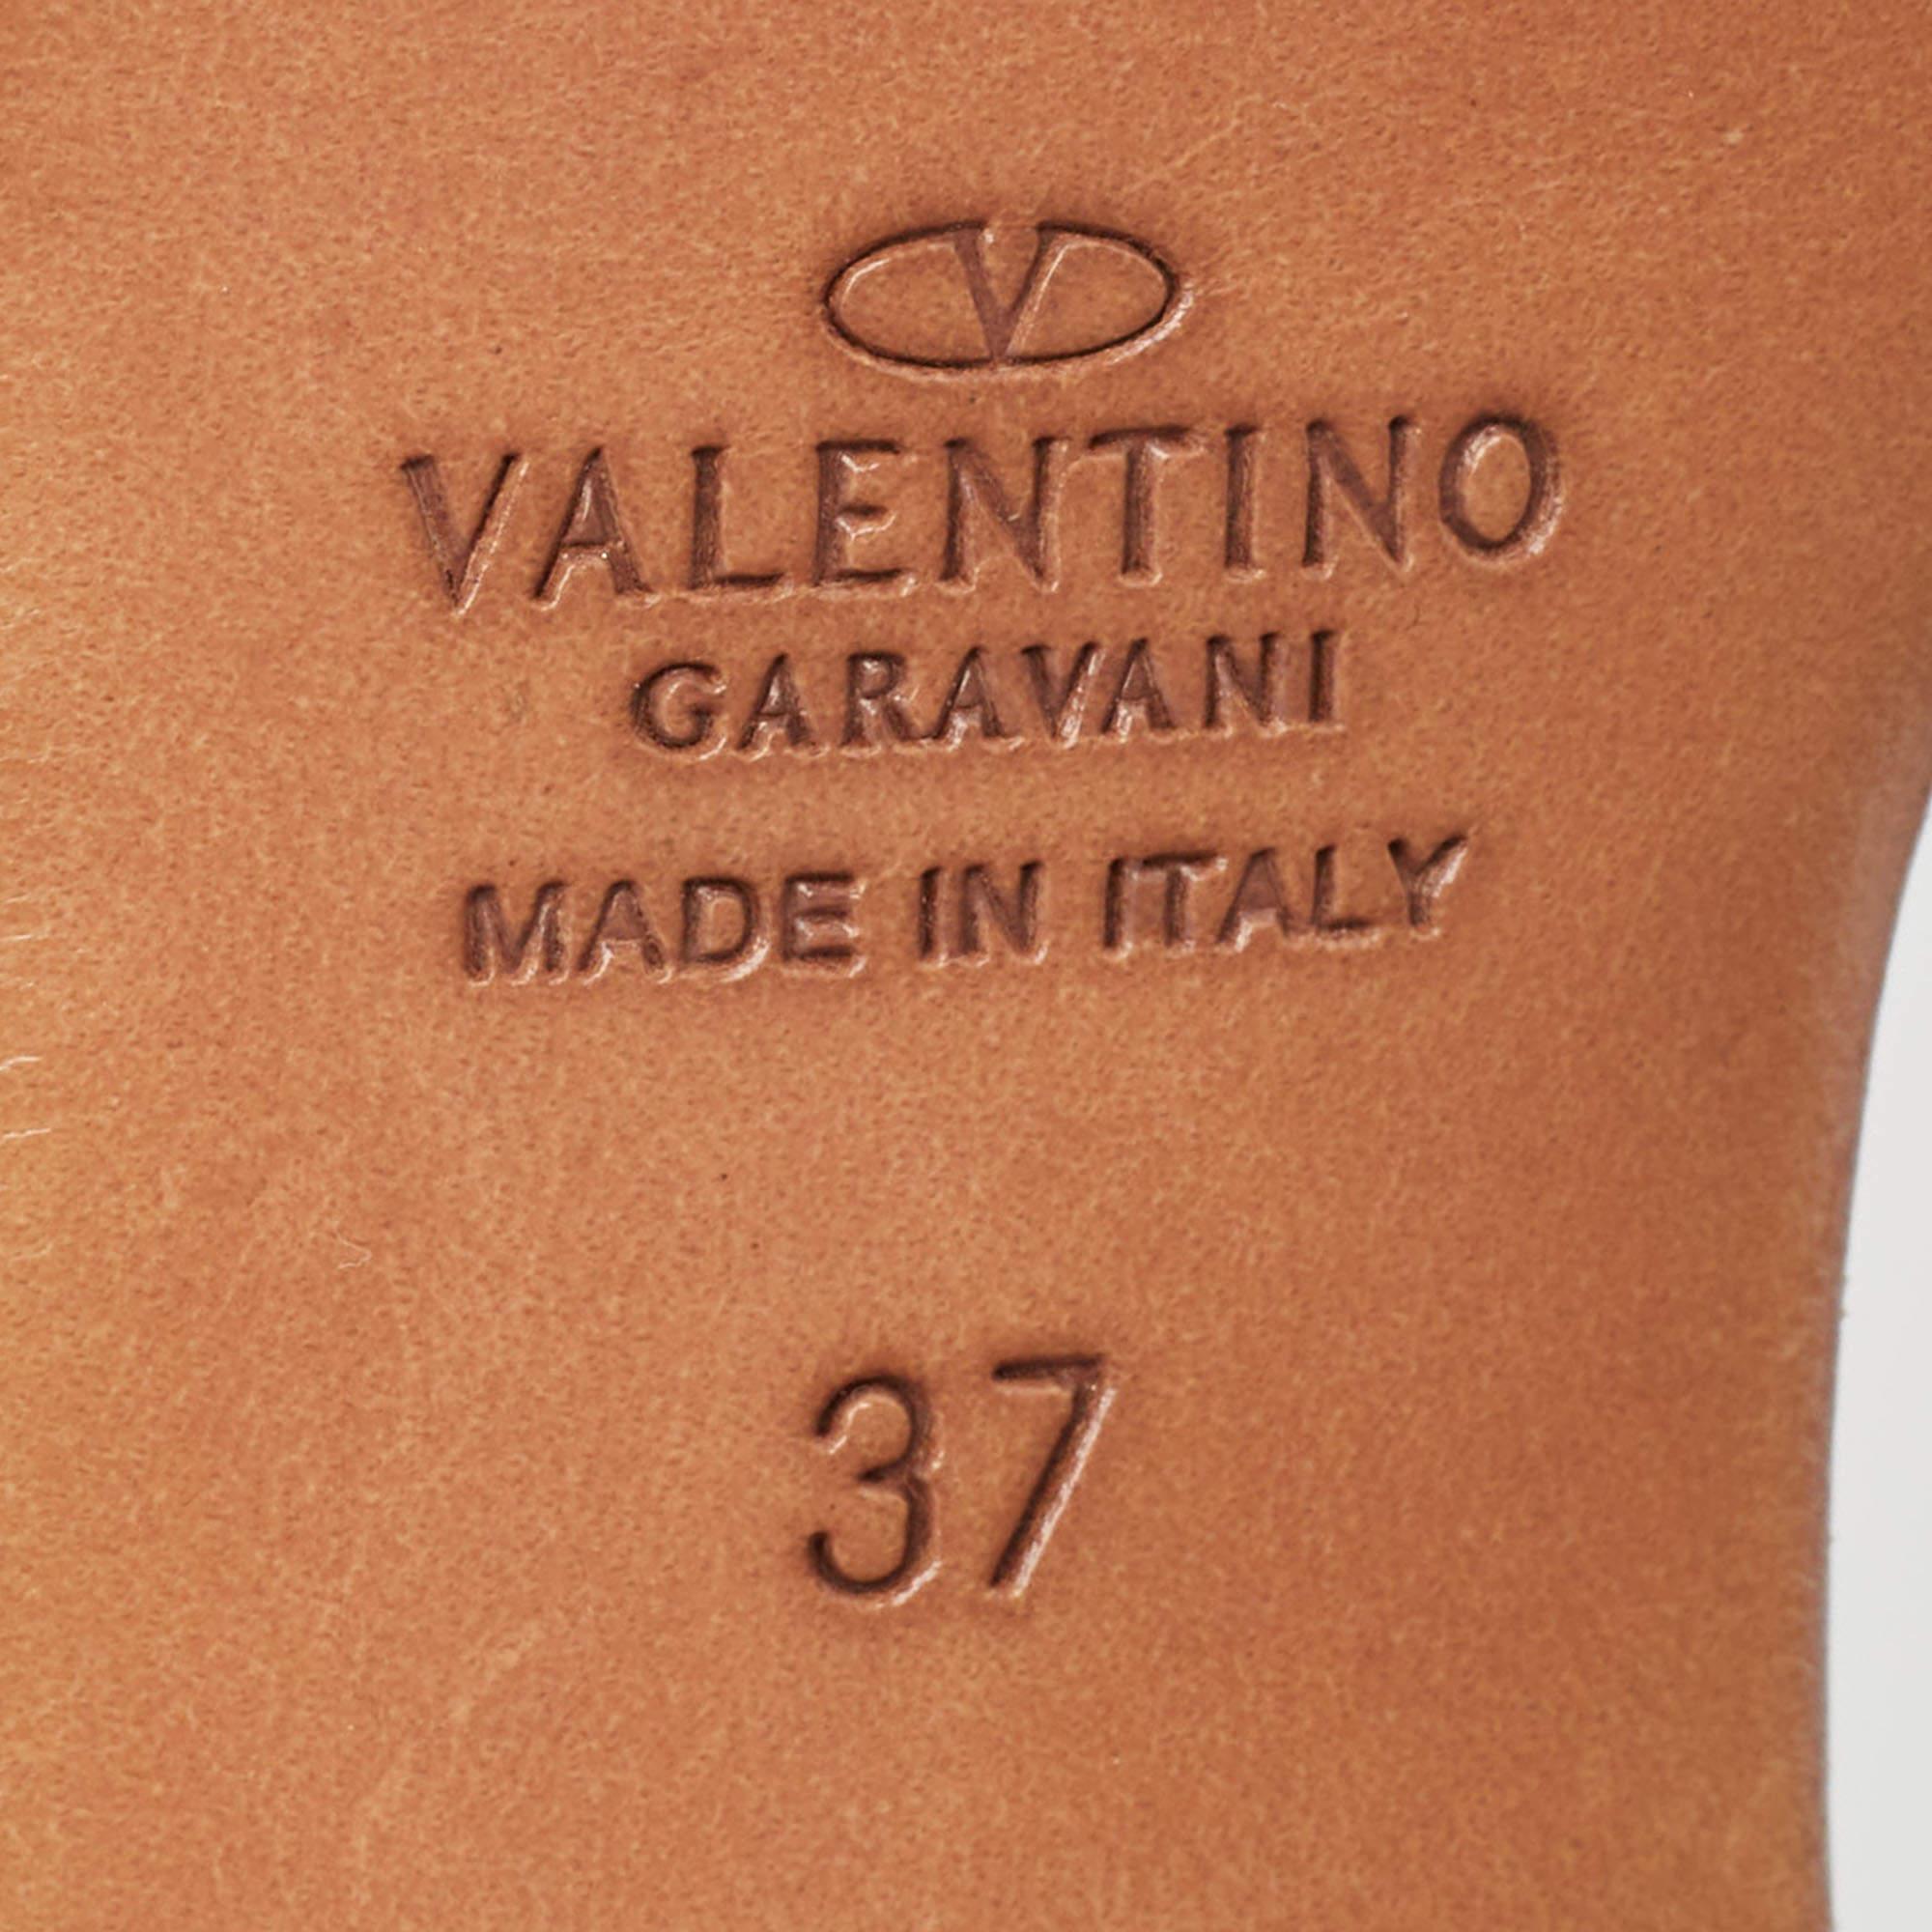 V
VALENTINO
GARAVANI
MADE IN ITALY
37